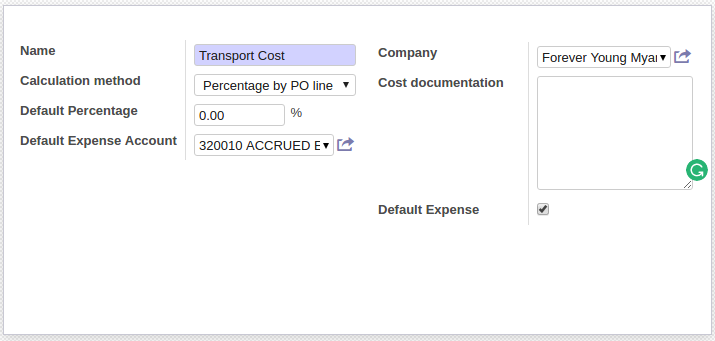 Name
Transport Cost
Calculation method
Percentage by PO line
Default Percentage
0.00 %
Default Expense Account
320010 ACCRUED E
Company
Forever Young Myar
Cost documentation
Default Expense